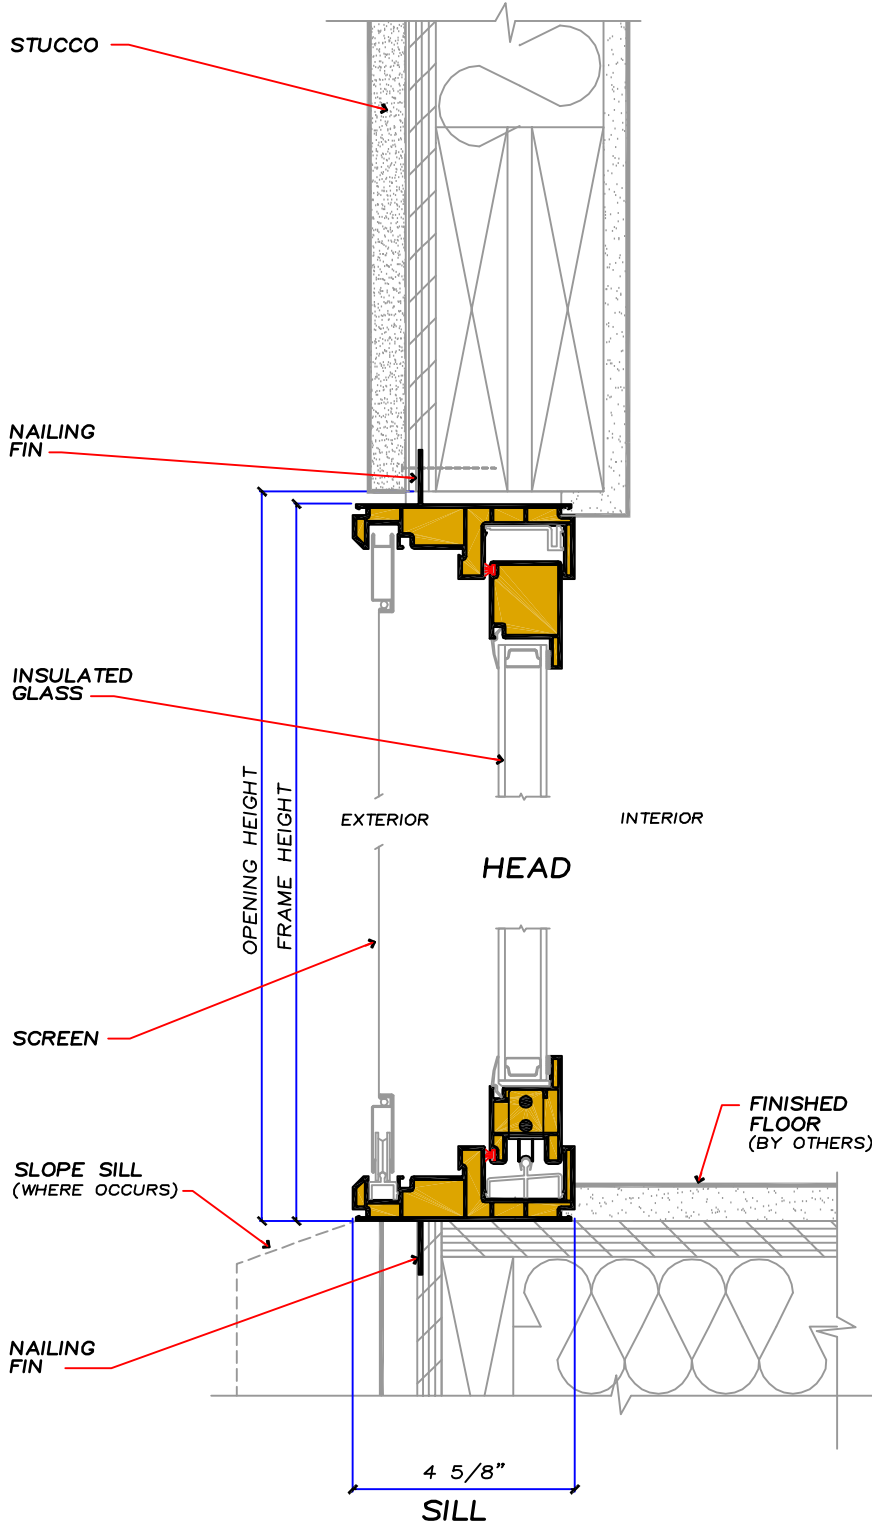 STUCCO
NAILING
FIN
INSULATED
GLASS
OPENING HEIGHT
FRAME HEIGHT
EXTERIOR
INTERIOR
HEAD
SCREEN
FINISHED
FLOOR
(BY OTHERS)
SLOPE SILL
(WHERE OCCURS)
NAILING
FIN
4 5/8”
SILL